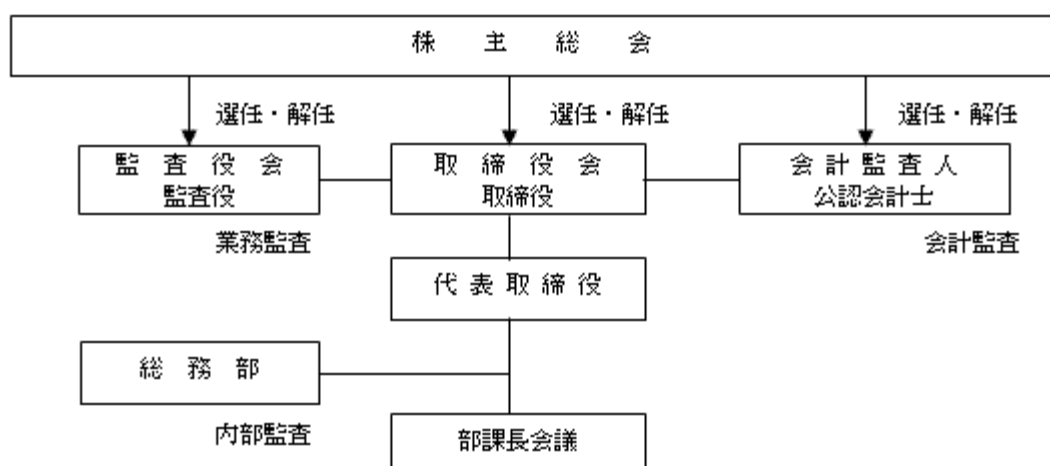 株主総会
選任・解任
選任・解任
選任・解任
監査役会
監査役
取締役会
取締役
会計監査人
公認会計士
業務監査
会計監査
代表取締役
総務部
内部監査
部課長会議